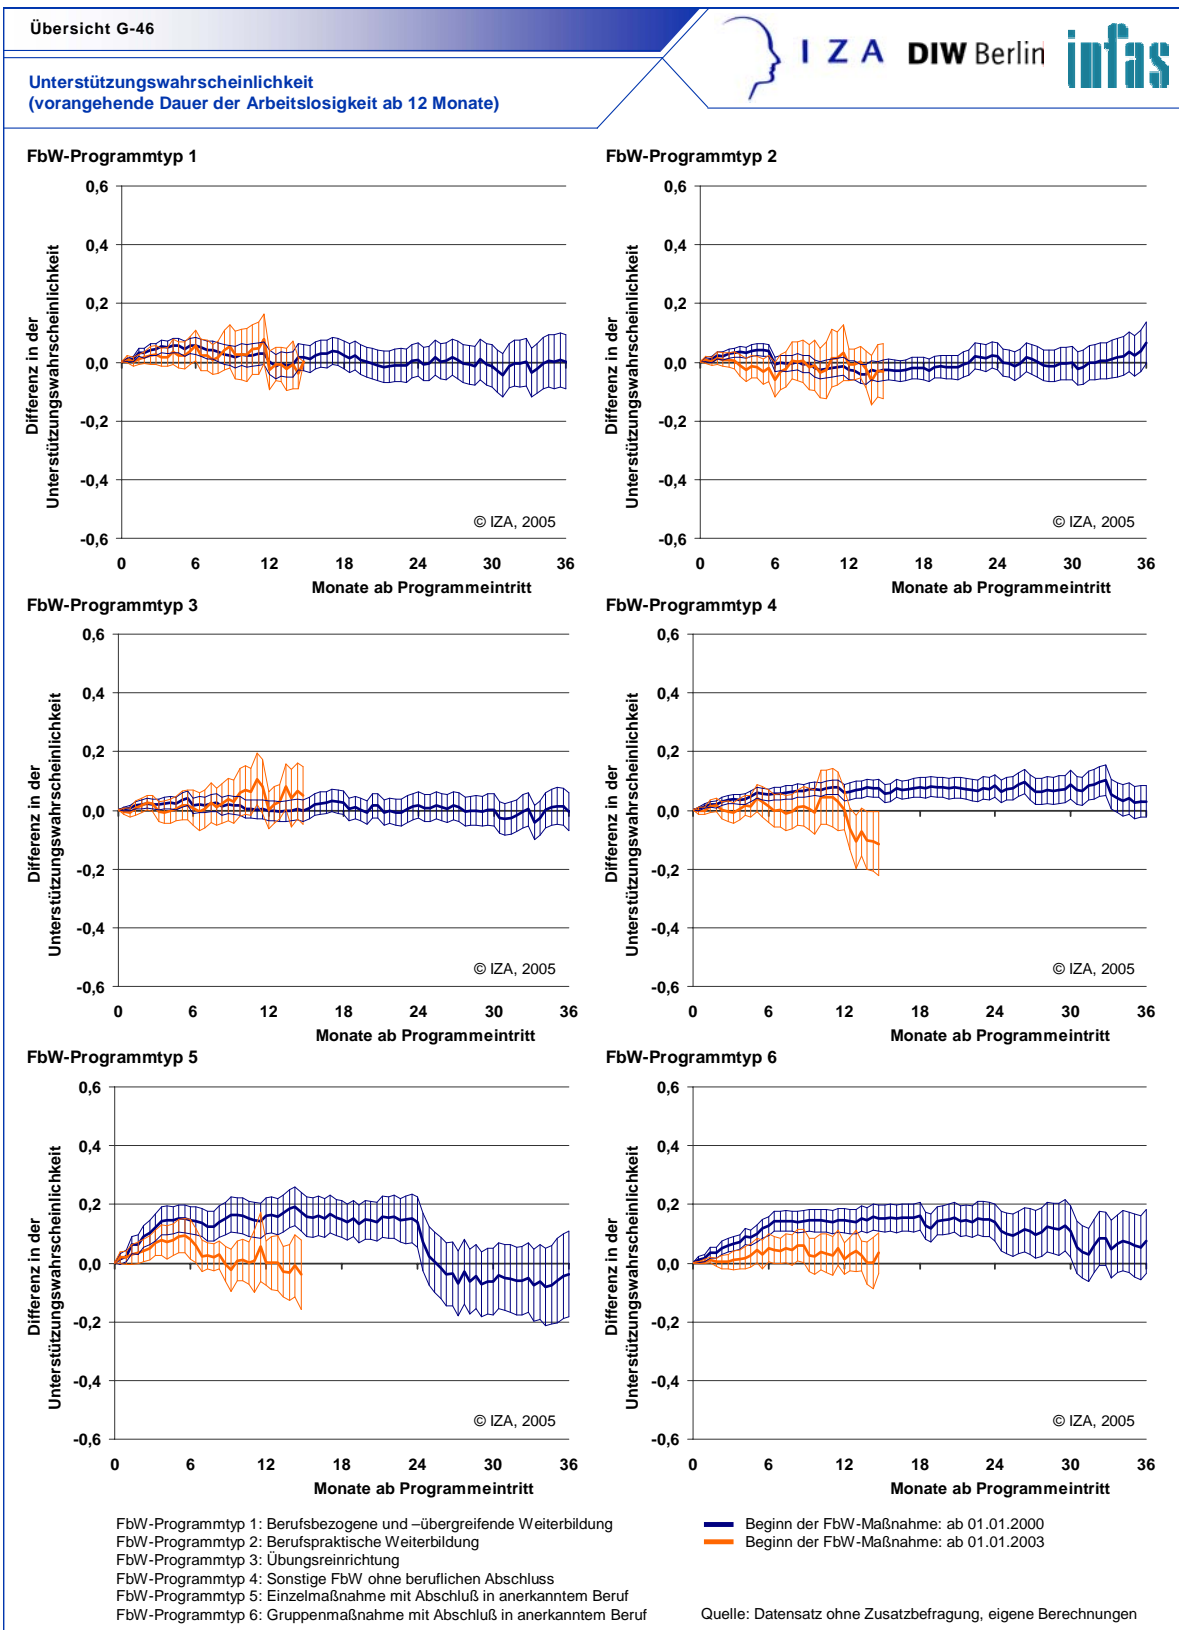 Übersicht G-46
IZA DIW Berlin infas
Unterstützungswahrscheinlichkeit
(vorangehende Dauer der Arbeitslosigkeit ab 12 Monate)
FbW-Programmtyp 1
Differenz in der
Unterstützungswahrscheinlichkeit
0,6
0,4
0,2
0,0
-0,2
-0,4
-0,6
© IZA, 2005
0 6 12 18 24 30 36
Monate ab Programmeintritt
FbW-Programmtyp 2
Differenz in der
Unterstützungswahrscheinlichkeit
0,6
0,4
0,2
0,0
-0,2
-0,4
-0,6
© IZA, 2005
0 6 12 18 24 30 36
Monate ab Programmeintritt
FbW-Programmtyp 3
Differenz in der
Unterstützungswahrscheinlichkeit
0,6
0,4
0,2
0,0
-0,2
-0,4
-0,6
© IZA, 2005
0 6 12 18 24 30 36
Monate ab Programmeintritt
FbW-Programmtyp 4
Differenz in der
Unterstützungswahrscheinlichkeit
0,6
0,4
0,2
0,0
-0,2
-0,4
-0,6
© IZA, 2005
0 6 12 18 24 30 36
Monate ab Programmeintritt
FbW-Programmtyp 5
Differenz in der
Unterstützungswahrscheinlichkeit
0,6
0,4
0,2
0,0
-0,2
-0,4
-0,6
© IZA, 2005
0 6 12 18 24 30 36
Monate ab Programmeintritt
FbW-Programmtyp 6
Differenz in der
Unterstützungswahrscheinlichkeit
0,6
0,4
0,2
0,0
-0,2
-0,4
-0,6
© IZA, 2005
0 6 12 18 24 30 36
Monate ab Programmeintritt
FbW-Programmtyp 1: Berufsbezogene und –übergreifende Weiterbildung
FbW-Programmtyp 2: Berufspraktische Weiterbildung
FbW-Programmtyp 3: Übungsreinrichtung
FbW-Programmtyp 4: Sonstige FbW ohne beruflichen Abschluss
FbW-Programmtyp 5: Einzelmaßnahme mit Abschluß in anerkanntem Beruf
FbW-Programmtyp 6: Gruppenmaßnahme mit Abschluß in anerkanntem Beruf
Beginn der FbW-Maßnahme: ab 01.01.2000
Beginn der FbW-Maßnahme: ab 01.01.2003
Quelle: Datensatz ohne Zusatzbefragung, eigene Berechnungen